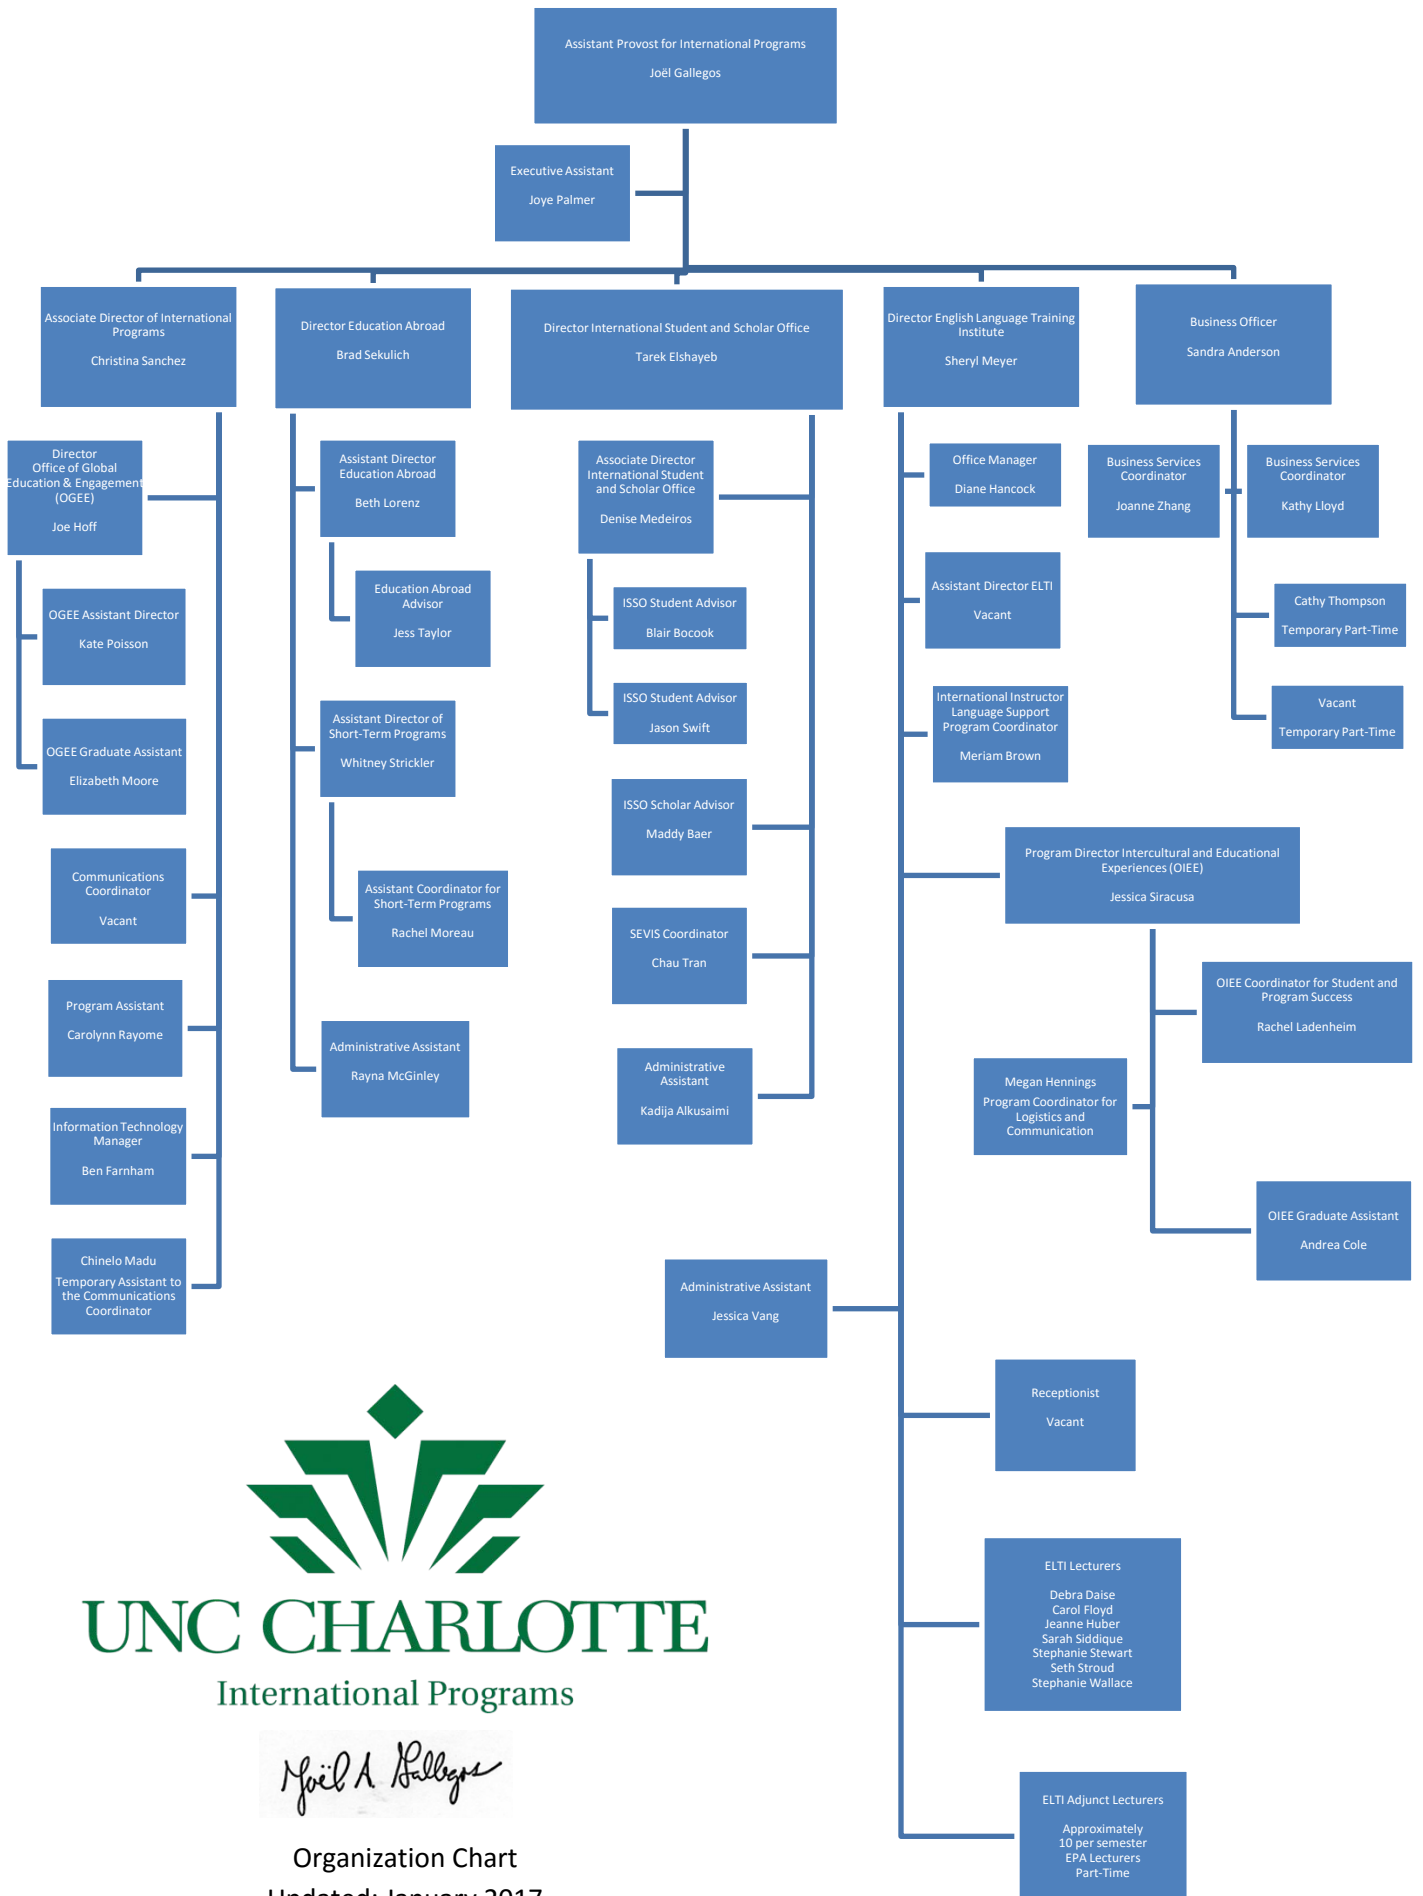 Assistant Provost for International Programs
Joël Gallegos
Executive Assistant
Joye Palmer
Associate Director of International
Programs
Christina Sanchez
Director
Office of Global
Education & Engagement
(OGEE)
Joe Hoff
OGEE Assistant Director
Kate Poisson
OGEE Graduate Assistant
Elizabeth Moore
Communications
Coordinator
Vacant
Program Assistant
Carolynn Rayome
Information Technology
Manager
Ben Farnham
Chinelo Madu
Temporary Assistant to
the Communications
Coordinator
Director Education Abroad
Brad Sekulich
Assistant Director
Education Abroad
Beth Lorenz
Education Abroad
Advisor
Jess Taylor
Assistant Director of
Short-Term Programs
Whitney Strickler
Assistant Coordinator for
Short-Term Programs
Rachel Moreau
Administrative Assistant
Rayna McGinley
Director International Student and Scholar Office
Tarek Elshayeb
Associate Director
International Student
and Scholar Office
Denise Medeiros
ISSO Student Advisor
Blair Bocook
ISSO Student Advisor
Jason Swift
ISSO Scholar Advisor
Maddy Baer
SEVIS Coordinator
Chau Tran
Administrative
Assistant
Kadija Alkusaimi
Director English Language Training
Institute
Sheryl Meyer
Office Manager
Diane Hancock
Assistant Director ELTI
Vacant
International Instructor
Language Support
Program Coordinator
Meriam Brown
Program Director Intercultural and Educational
Experiences (OIEE)
Jessica Siracusa
OIEE Coordinator for Student and
Program Success
Rachel Ladenheim
Megan Hennings
Program Coordinator for
Logistics and
Communication
OIEE Graduate Assistant
Andrea Cole
Administrative Assistant
Jessica Vang
Receptionist
Vacant
ELTI Lecturers
Debra Daise
Carol Floyd
Jeanne Huber
Sarah Siddique
Stephanie Stewart
Seth Stroud
Stephanie Wallace
ELTI Adjunct Lecturers
Approximately
10 per semester
EPA Lecturers
Part-Time
Business Officer
Sandra Anderson
Business Services
Coordinator
Joanne Zhang
Business Services
Coordinator
Kathy Lloyd
Cathy Thompson
Temporary Part-Time
Vacant
Temporary Part-Time
UNC CHARLOTTE
International Programs
Joël A. Gallegos
Organization Chart
Updated: January 2017